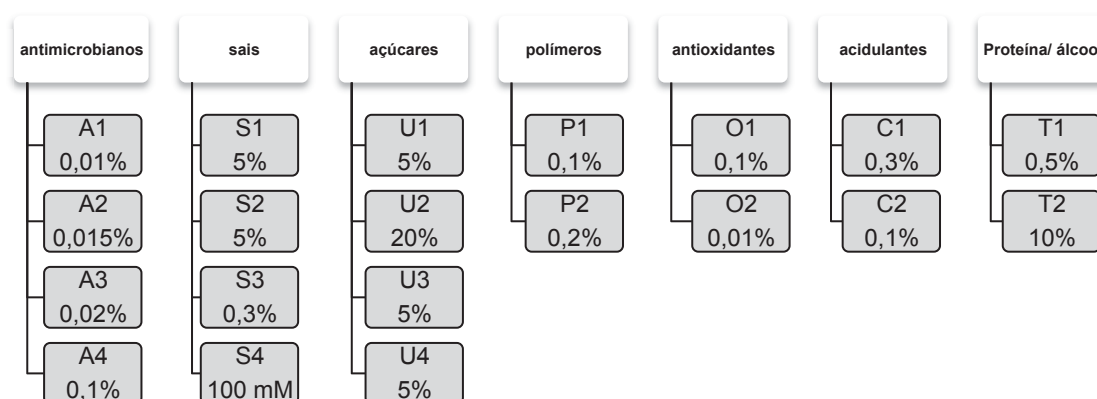 antimicrobianos
sais
açúcares
polímeros
antioxidantes
acidulantes
Proteína/ álcoo
A1
0,01%
A2
0,015%
A3
0,02%
A4
0,1%
S1
5%
S2
5%
S3
0,3%
S4
100 mM
U1
5%
U2
20%
U3
5%
U4
5%
P1
0,1%
P2
0,2%
O1
0,1%
O2
0,01%
C1
0,3%
C2
0,1%
T1
0,5%
T2
10%